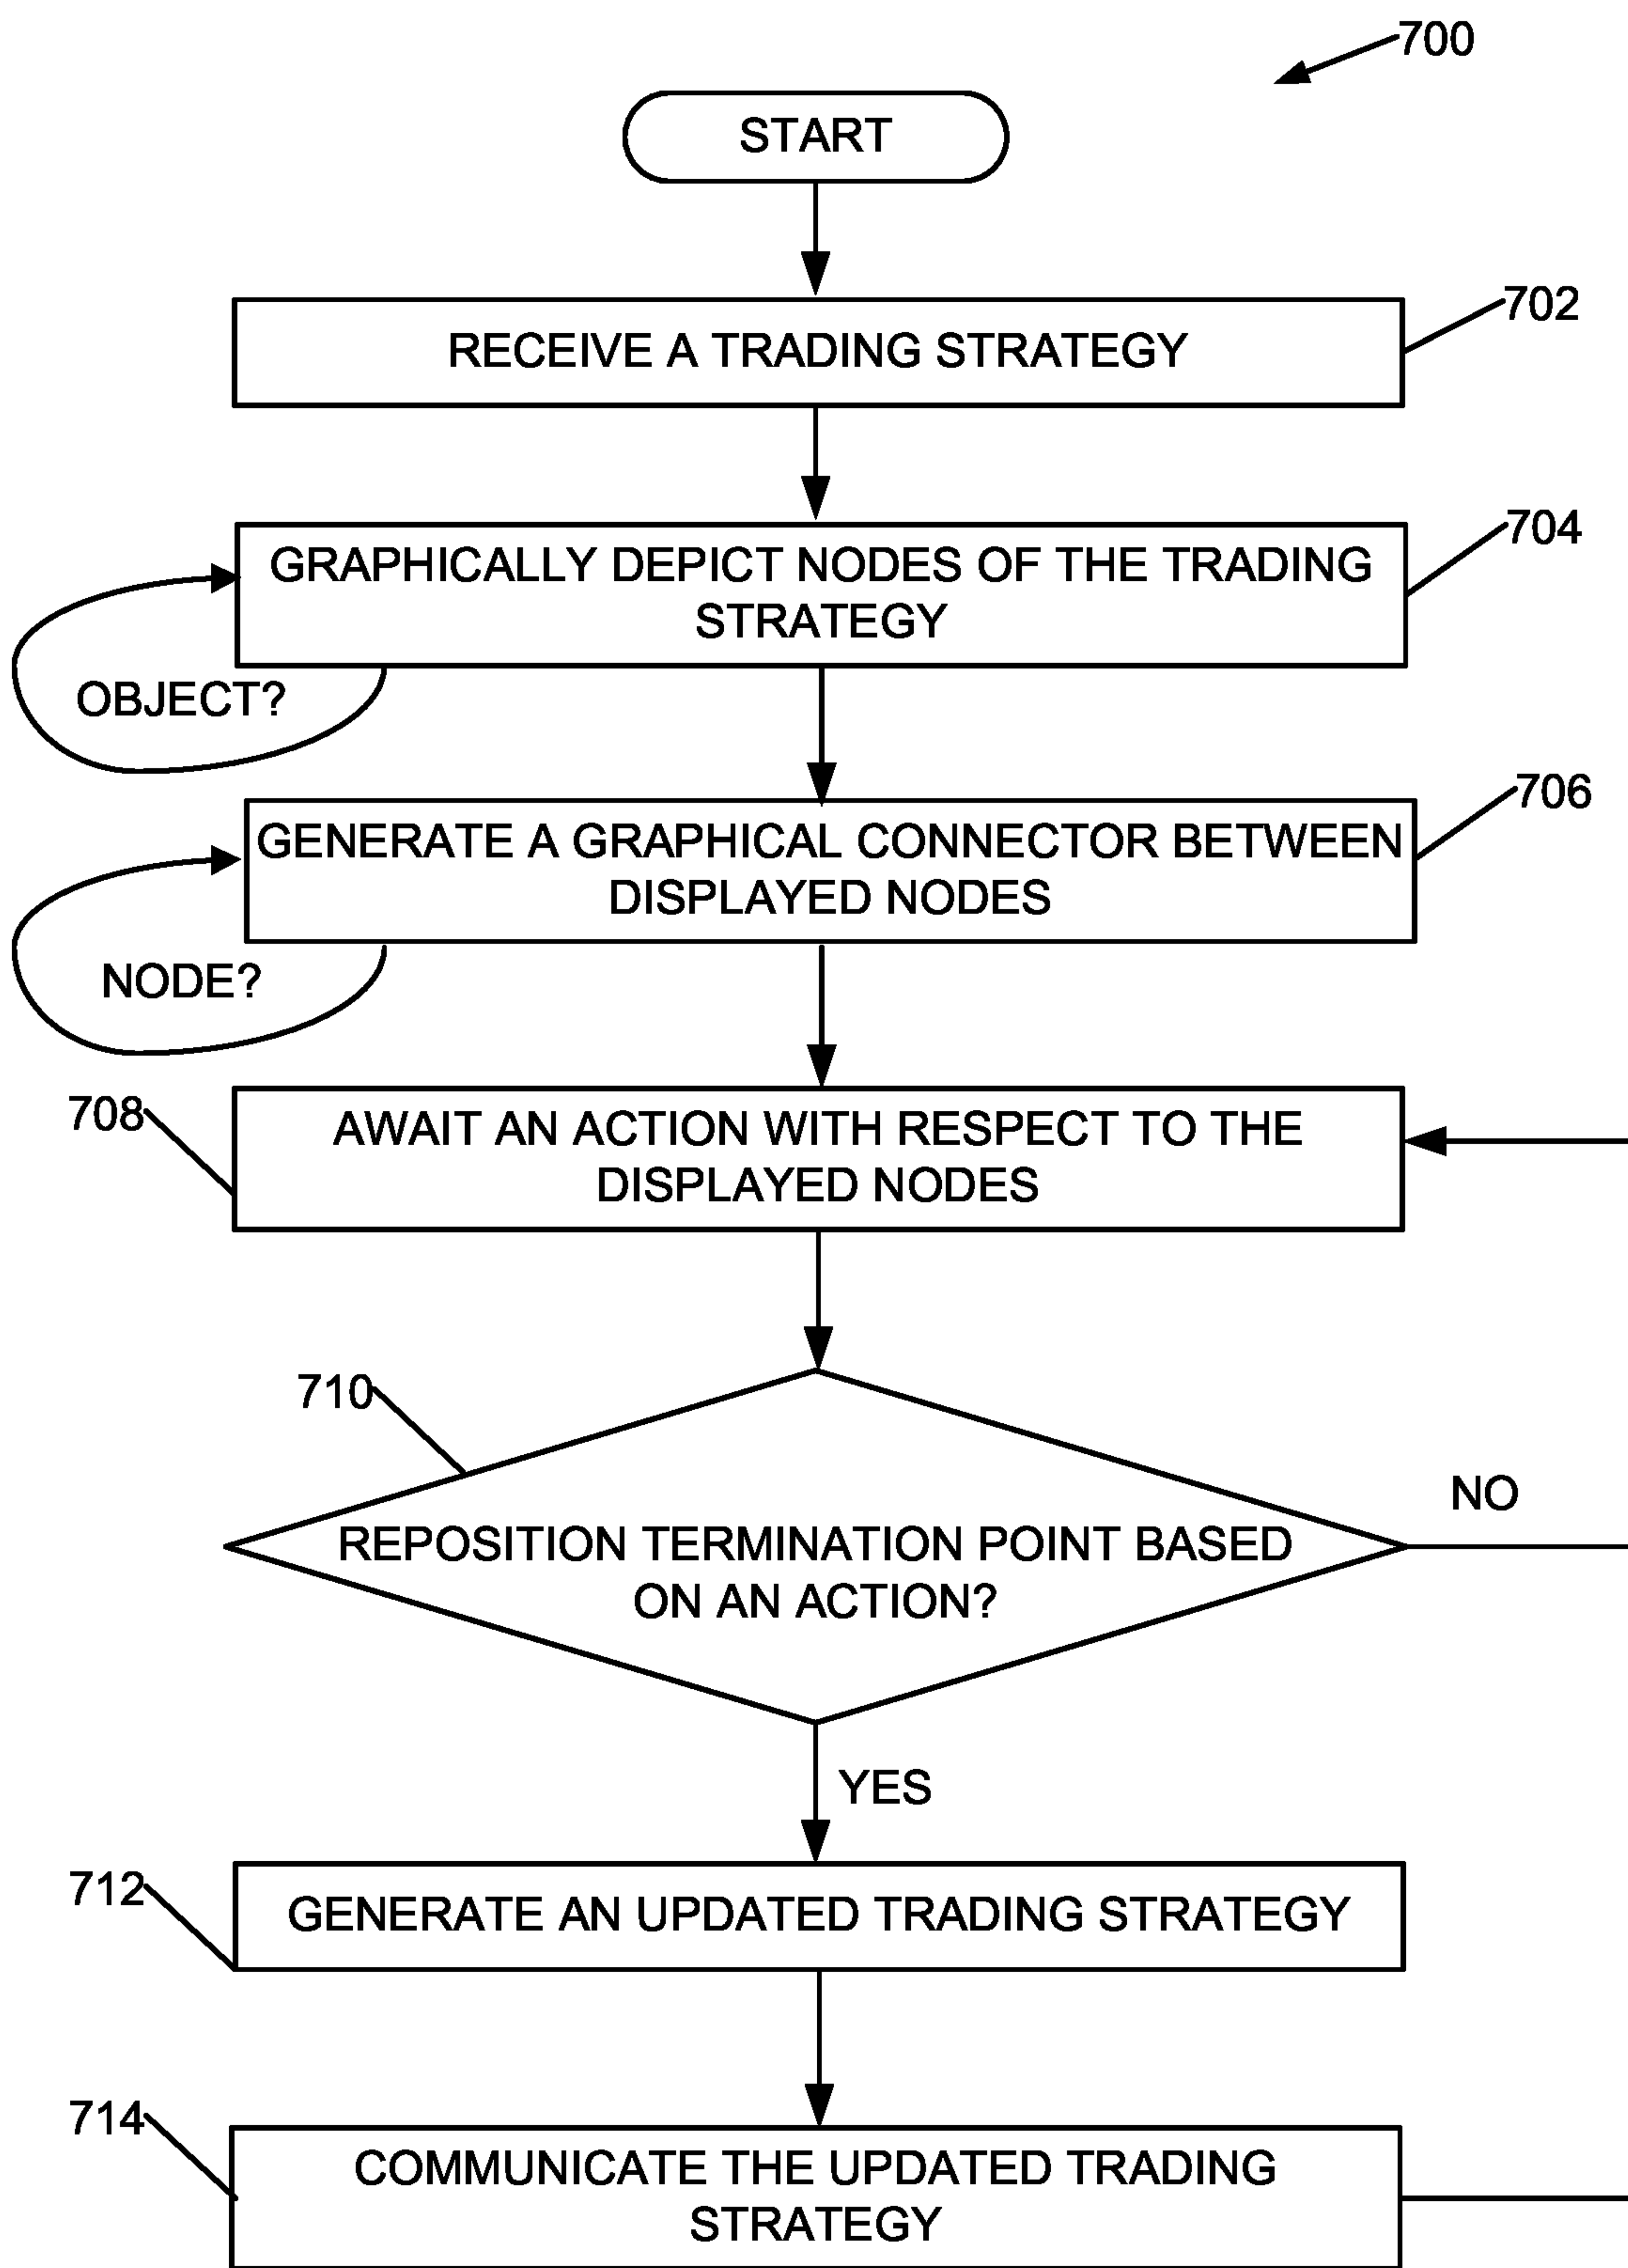 700
START
702
RECEIVE A TRADING STRATEGY
704
GRAPHICALLY DEPICT NODES OF THE TRADING
STRATEGY
OBJECT?
706
GENERATE A GRAPHICAL CONNECTOR BETWEEN
DISPLAYED NODES
NODE?
708
AWAIT AN ACTION WITH RESPECT TO THE
DISPLAYED NODES
710
NO
REPOSITION TERMINATION POINT BASED
ON AN ACTION?
YES
712
GENERATE AN UPDATED TRADING STRATEGY
714
COMMUNICATE THE UPDATED TRADING
STRATEGY